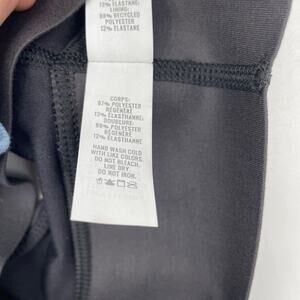 13% ELASTANE:
LINING:
88% RECYCLED
POLYESTER
12% ELASTANE
CORPS:
87% POLYESTER
RÉGÉNÉRÉ
13% ÉLASTHANNE:
DOUBLURE:
88% POLYESTER
RÉGÉNÉRÉ
12% ÉLASTHANNE
HAND WASH COLD
WITH LIKE COLORS.
DO NOT BLEACH.
LINE DRY.
DO NOT IRON.